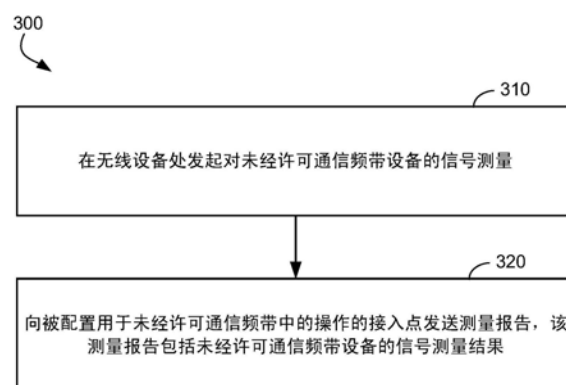 300
310
在无线设备处发起对未经许可通信频带设备的信号测量
320
向被配置用于未经许可通信频带中的操作的接入点发送测量报告，该
测量报告包括未经许可通信频带设备的信号测量结果